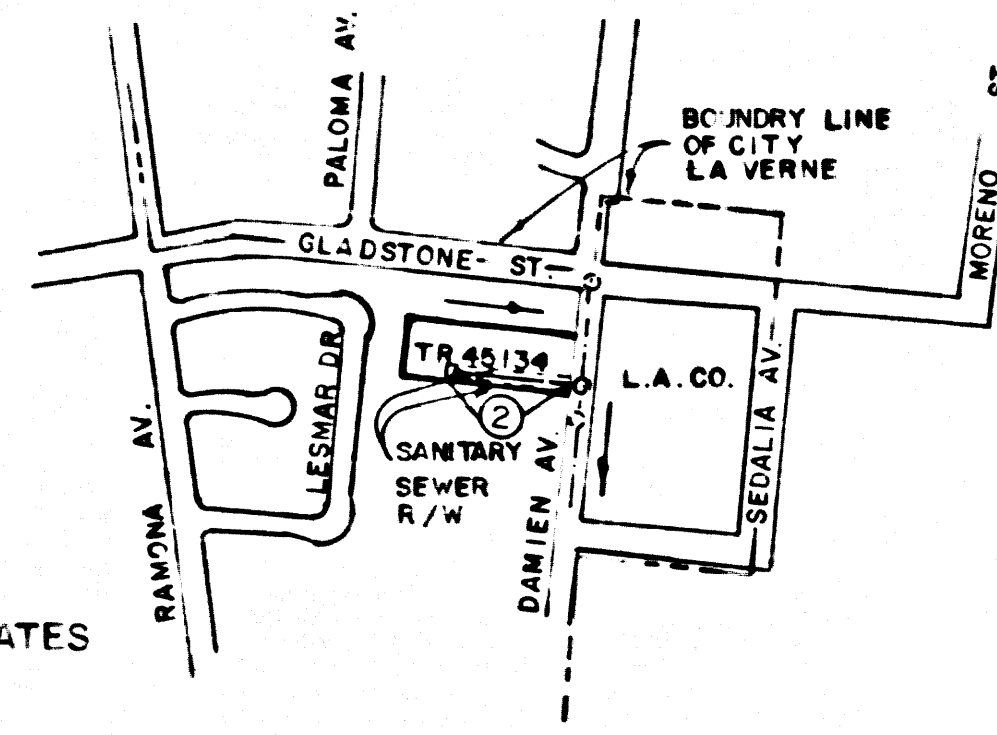 PALOMA AV.
BOUNDRY LINE
OF CITY
LA VERNE
ST
MORENO
GLADSTONE ST.
TR 45134
L.A. CO.
2
LESMAR DR
SANITARY
SEWER
R/W
RAMONA AV.
DAMIEN AV.
SEDALIA AV.
ATES